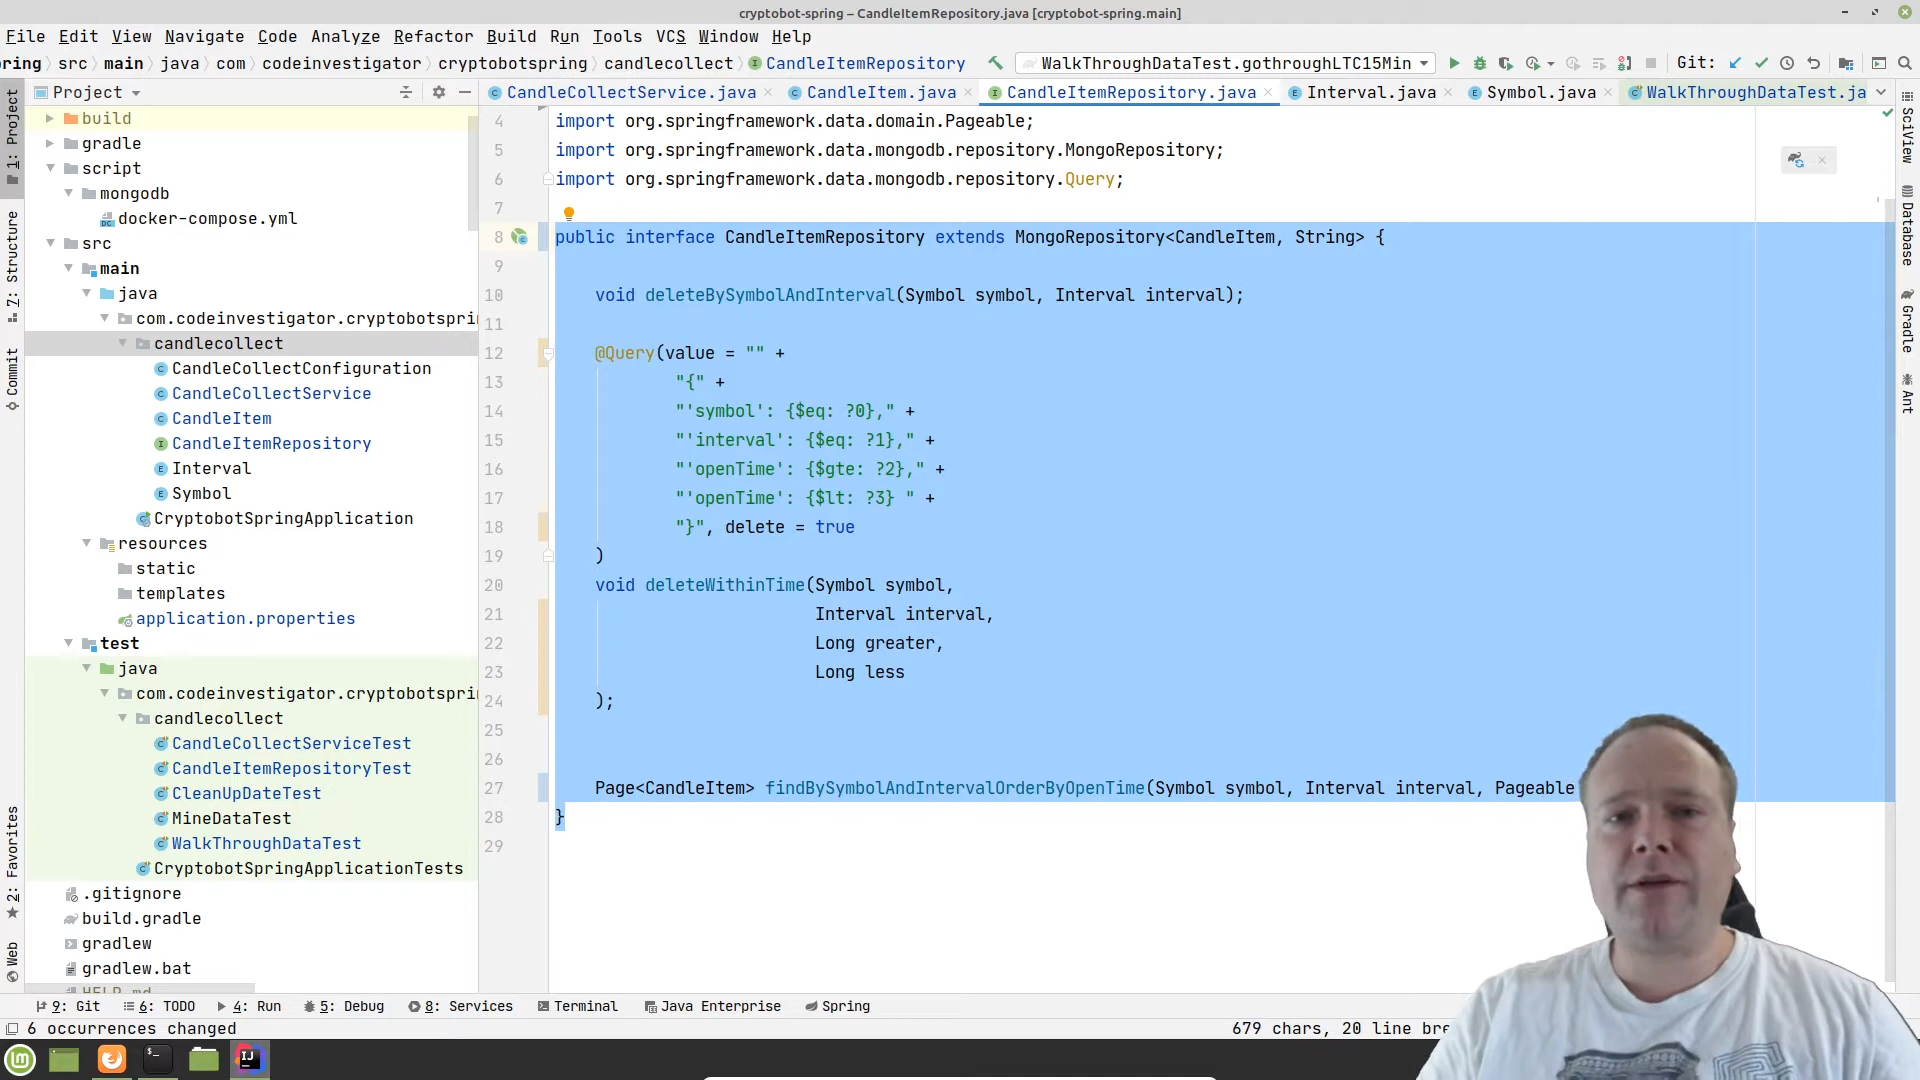 cryptobot-spring – CandleItemRepository.java [cryptobot-spring.main]
File Edit View Navigate Code Analyze Refactor Build Run Tools VCS Window Help
ring src main java com codeinvestigator cryptobotspring candlecollect CandleItemRepository WalkThroughDataTest.gothroughLTC15Min Git:
Project
CandleCollectService.java CandleItem.java CandleItemRepository.java Interval.java Symbol.java WalkThroughDataTest.ja
1: Project
7: Structure
Commit
2: Favorites
Web
build
gradle
script
mongodb
docker-compose.yml
src
main
java
com.codeinvestigator.cryptobotspri
candlecollect
CandleCollectConfiguration
CandleCollectService
CandleItem
CandleItemRepository
Interval
Symbol
CryptobotSpringApplication
resources
static
templates
application.properties
test
java
com.codeinvestigator.cryptobotspri
candlecollect
CandleCollectServiceTest
CandleItemRepositoryTest
CleanUpDateTest
MineDataTest
WalkThroughDataTest
CryptobotSpringApplicationTests
.gitignore
build.gradle
gradlew
gradlew.bat
HELP.md
4 import org.springframework.data.domain.Pageable;
5 import org.springframework.data.mongodb.repository.MongoRepository;
6 import org.springframework.data.mongodb.repository.Query;
7
8 public interface CandleItemRepository extends MongoRepository<CandleItem, String> {
9
10 void deleteBySymbolAndInterval(Symbol symbol, Interval interval);
11
12 @Query(value = "" +
13 "{" +
14 "'symbol': {$eq: ?0}," +
15 "'interval': {$eq: ?1}," +
16 "'openTime': {$gte: ?2}," +
17 "'openTime': {$lt: ?3} " +
18 "}", delete = true
19 )
20 void deleteWithinTime(Symbol symbol,
21 Interval interval,
22 Long greater,
23 Long less
24 );
25
26
27 Page<CandleItem> findBySymbolAndIntervalOrderByOpenTime(Symbol symbol, Interval interval, Pageable
28 }
29
SciView
Database
Gradle
Ant
9: Git 6: TODO 4: Run 5: Debug 8: Services Terminal Java Enterprise Spring
6 occurrences changed
679 chars, 20 line bre